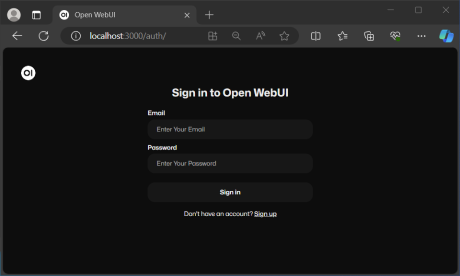 OI Open WebUI
localhost:3000/auth/
OI
Sign in to Open WebUI
Email
Enter Your Email
Password
Enter Your Password
Sign in
Don't have an account? Sign up